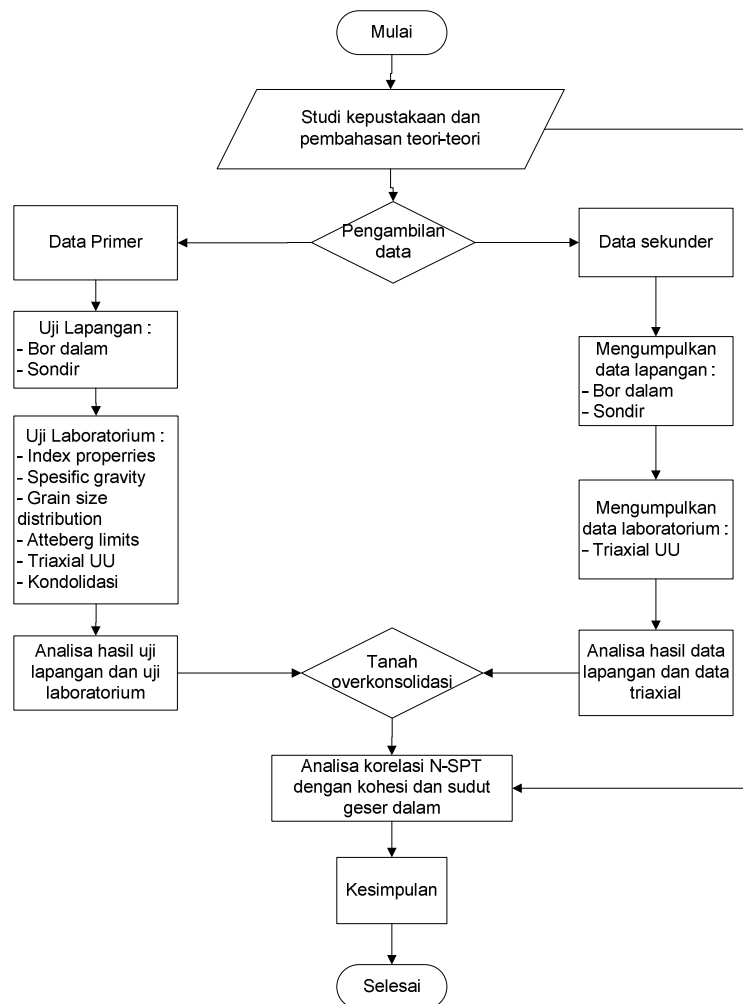 Mulai
Studi kepustakaan dan
pembahasan teori-teori
Pengambilan
data
Data Primer
Data sekunder
Uji Lapangan :
- Bor dalam
- Sondir
Mengumpulkan
data lapangan :
- Bor dalam
- Sondir
Uji Laboratorium :
- Index properries
- Spesific gravity
- Grain size
distribution
- Atteberg limits
- Triaxial UU
- Kondolidasi
Mengumpulkan
data laboratorium :
- Triaxial UU
Analisa hasil uji
lapangan dan uji
laboratorium
Tanah
overkonsolidasi
Analisa hasil data
lapangan dan data
triaxial
Analisa korelasi N-SPT
dengan kohesi dan sudut
geser dalam
Kesimpulan
Selesai